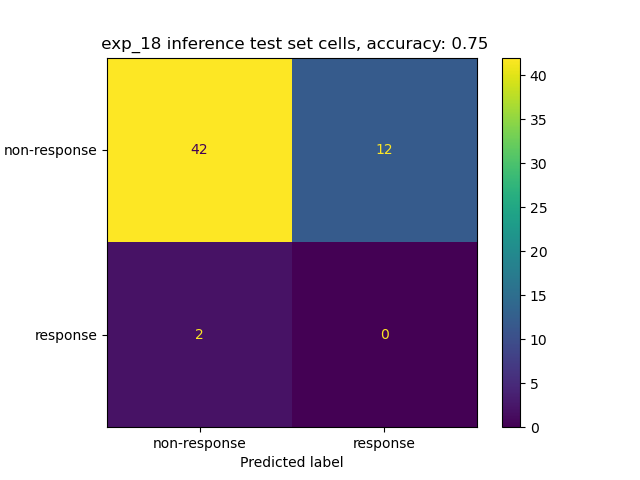 exp_18 inference test set cells, accuracy: 0.75
non-response
42
12
response
2
0
non-response
response
Predicted label
40
35
30
25
20
15
10
5
0